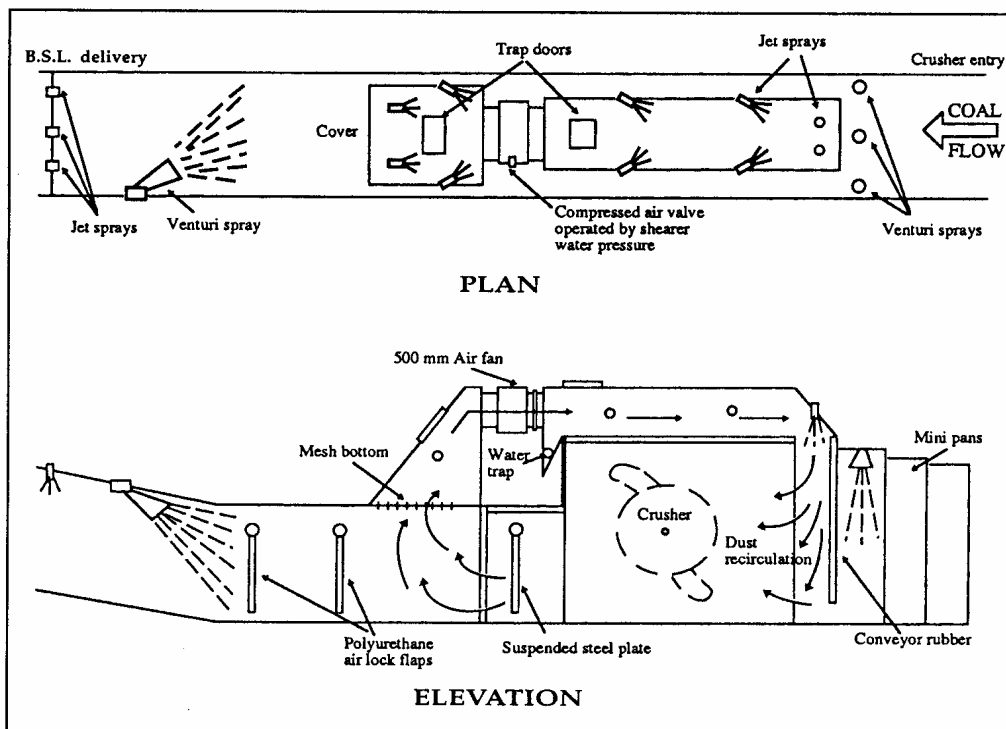 B.S.L. delivery
Trap doors
Jet sprays
Crusher entry
Cover
COAL
FLOW
Jet sprays
Venturi spray
Compressed air valve
operated by shearer
water pressure
Venturi sprays
PLAN
500 mm Air fan
Mesh bottom
Water
trap
Mini pans
Crusher
Dust
recirculation
Polyurethane
air lock flaps
Suspended steel plate
Conveyor rubber
ELEVATION